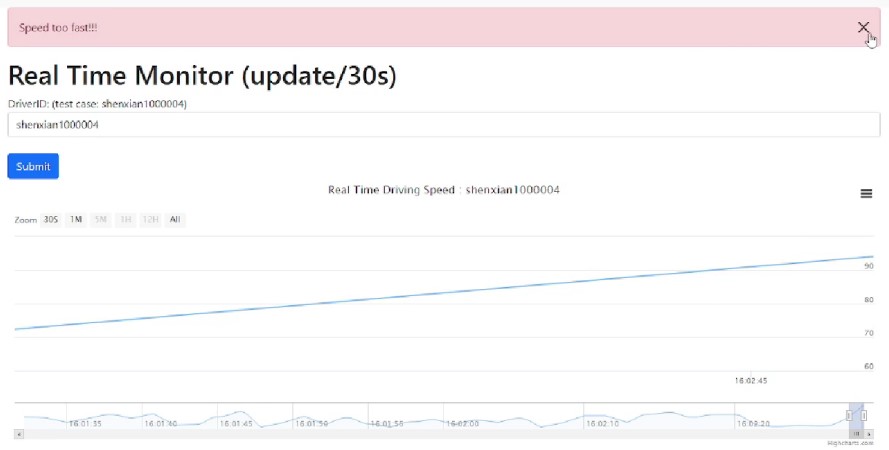 Speed too fast!!!
Real Time Monitor (update/30s)
DriverID: (test case: shenxian1000004)
shenxian1000004
Submit
Real Time Driving Speed : shenxian1000004
Zoom 30S 1M 5M 1H 12H All
90
80
70
60
16:02:45
16:01:35 16:01:40 16:01:45 16:01:50 16:01:56 16:02:00 16:02:10 16:02:20
Highcharts.com